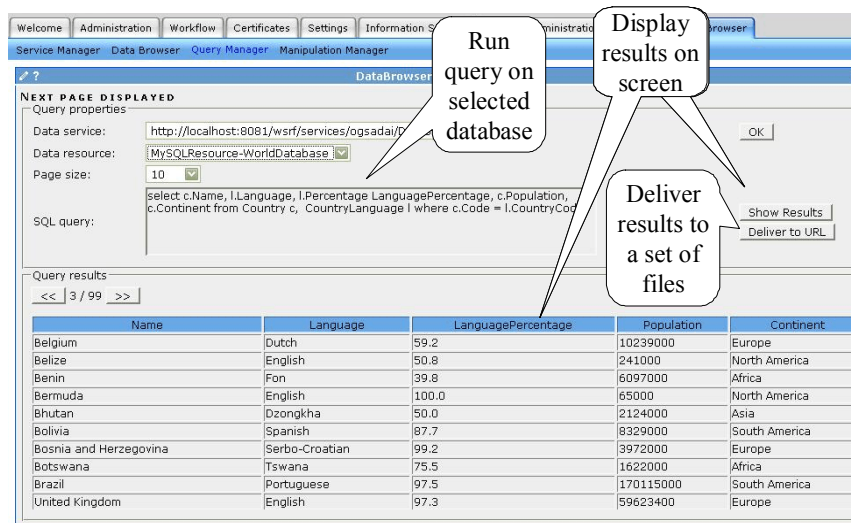 Welcome Administration Workflow Certificates Settings Information
Service Manager Data Browser Query Manager Manipulation Manager
Run
query on
selected
database
Display
results on
screen
?
NEXT PAGE DISPLAYED
Query properties
Data service: http://localhost:8081/wsrf/services/ogsadai/
OK
Data resource: MySQLResource-WorldDatabase
Page size: 10
SQL query:
select c.Name, l.Language, l.Percentage LanguagePercentage, c.Population,
c.Continent from Country c, CountryLanguage l where c.Code =
Deliver
results to
a set of
files
Show Results
Deliver to URL
Query results
<< 3 / 99 >>
Name Language LanguagePercentage Population Continent
Belgium Dutch 59.2 10239000 Europe
Belize English 50.8 241000 North America
Benin Fon 39.8 6097000 Africa
Bermuda English 100.0 65000 North America
Bhutan Dzongkha 50.0 2124000 Asia
Bolivia Spanish 87.7 8329000 South America
Bosnia and Herzegovina Serbo-Croatian 99.2 3972000 Europe
Botswana Tswana 75.5 1622000 Africa
Brazil Portuguese 97.5 170115000 South America
United Kingdom English 97.3 59623400 Europe